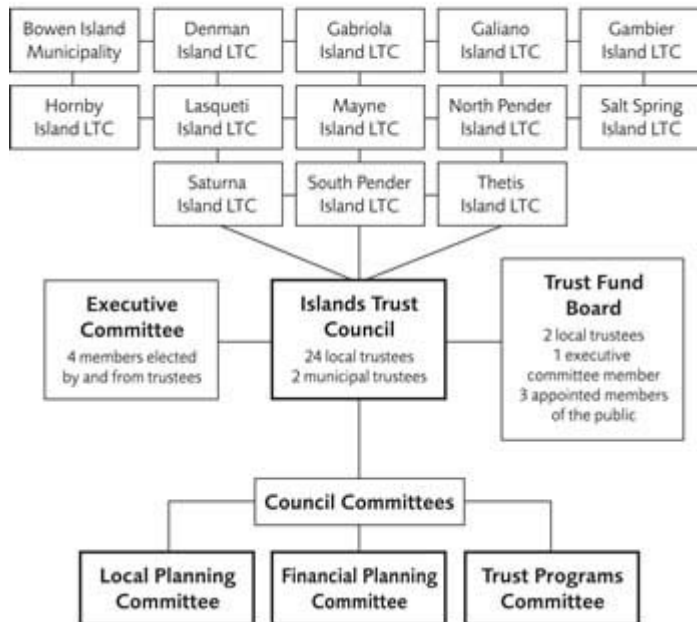 Bowen Island
Municipality
Denman
Island LTC
Gabriola
Island LTC
Galiano
Island LTC
Gambier
Island LTC
Hornby
Island LTC
Lasqueti
Island LTC
Mayne
Island LTC
North Pender
Island LTC
Salt Spring
Island LTC
Saturna
Island LTC
South Pender
Island LTC
Thetis
Island LTC
Executive
Committee
4 members elected
by and from trustees
Islands Trust
Council
24 local trustees
2 municipal trustees
Trust Fund
Board
2 local trustees
1 executive
committee member
3 appointed members
of the public
Council Committees
Local Planning
Committee
Financial Planning
Committee
Trust Programs
Committee